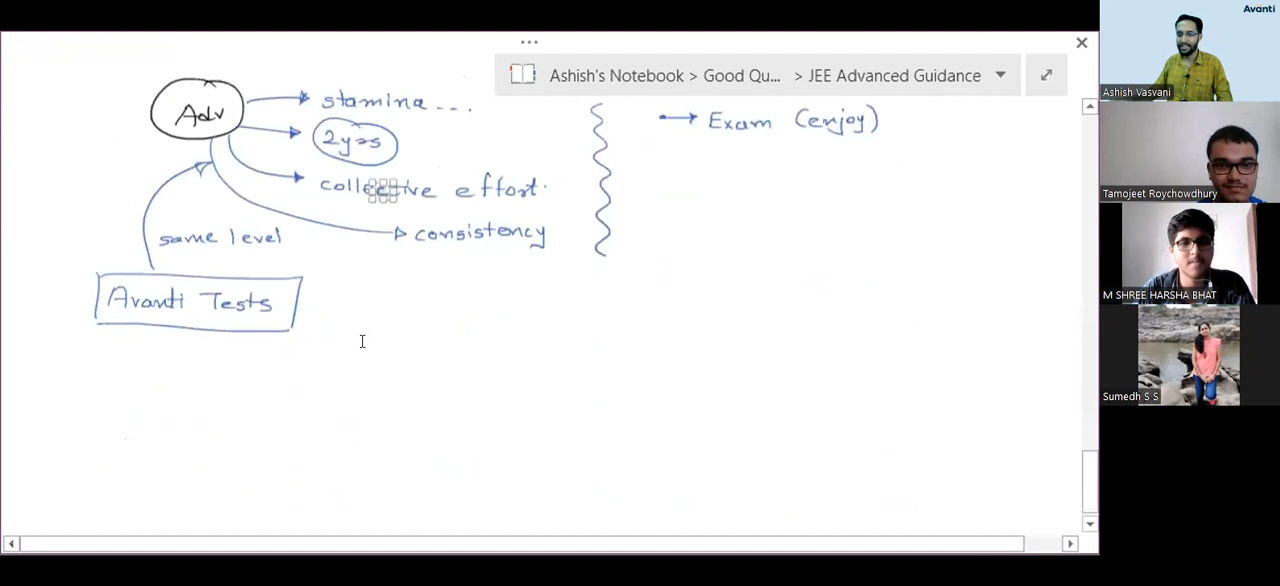 Avanti
Ashish's Notebook > Good Qu... > JEE Advanced Guidance
Adv
stamina ...
2yrs
collective effort.
consistency
same level
Avanti Tests
Exam (enjoy)
Ashish Vasvani
Tamojeet Roychowdhury
M SHREE HARSHA BHAT
Sumedh S S